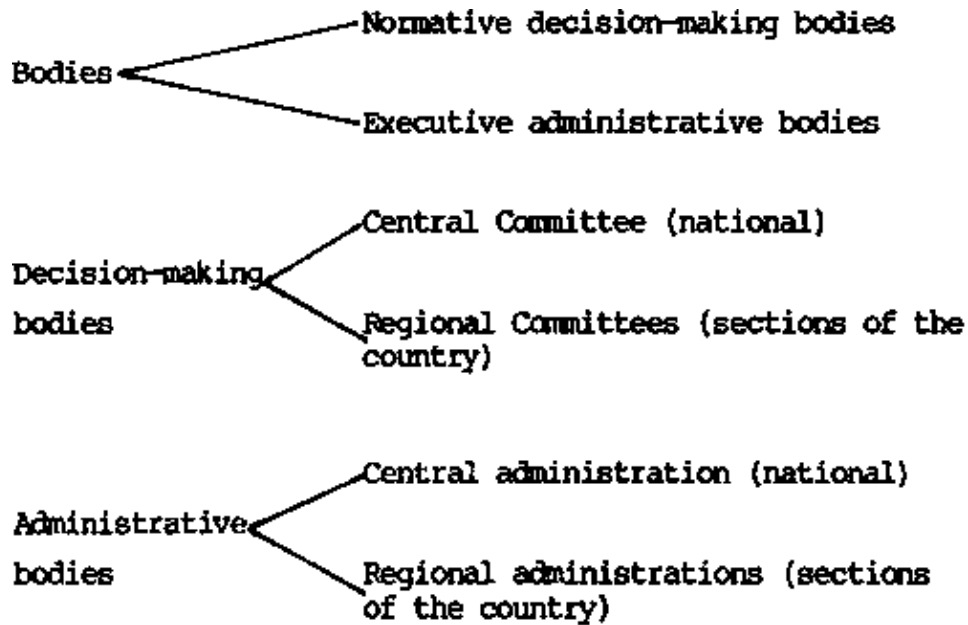 Normative decision-making bodies
Bodies
Executive administrative bodies
Central Committee (national)
Decision-making
bodies
Regional Committees (sections of the
country)
Central administration (national)
Administrative
bodies
Regional administrations (sections
of the country)